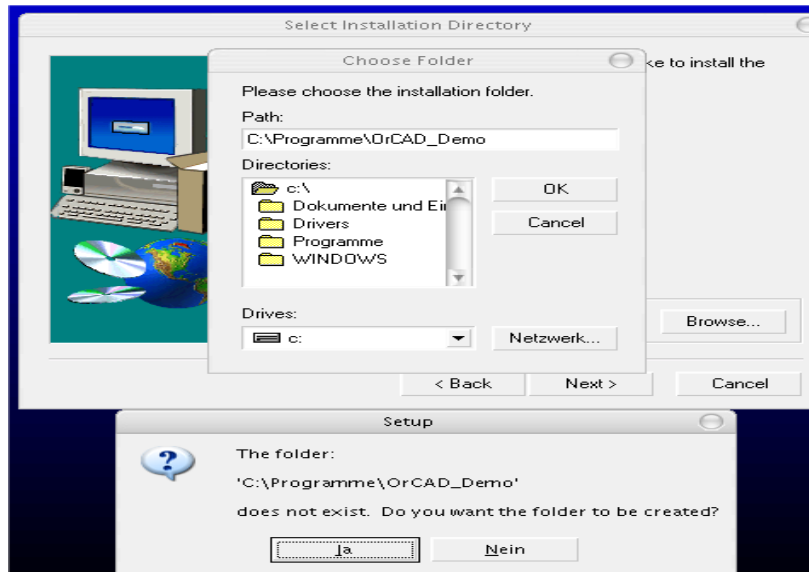 Select Installation Directory
Choose Folder
to install the
Please choose the installation folder.
Path:
C:\Programme\OrCAD_Demo
Directories:
c:\
Dokumente und
Drivers
Programme
WINDOWS
OK
Cancel
Drives:
c:
Netzwerk...
Browse...
< Back
Next >
Cancel
Setup
The folder:
'C:\Programme\OrCAD_Demo'
does not exist. Do you want the folder to be created?
Ja
Nein